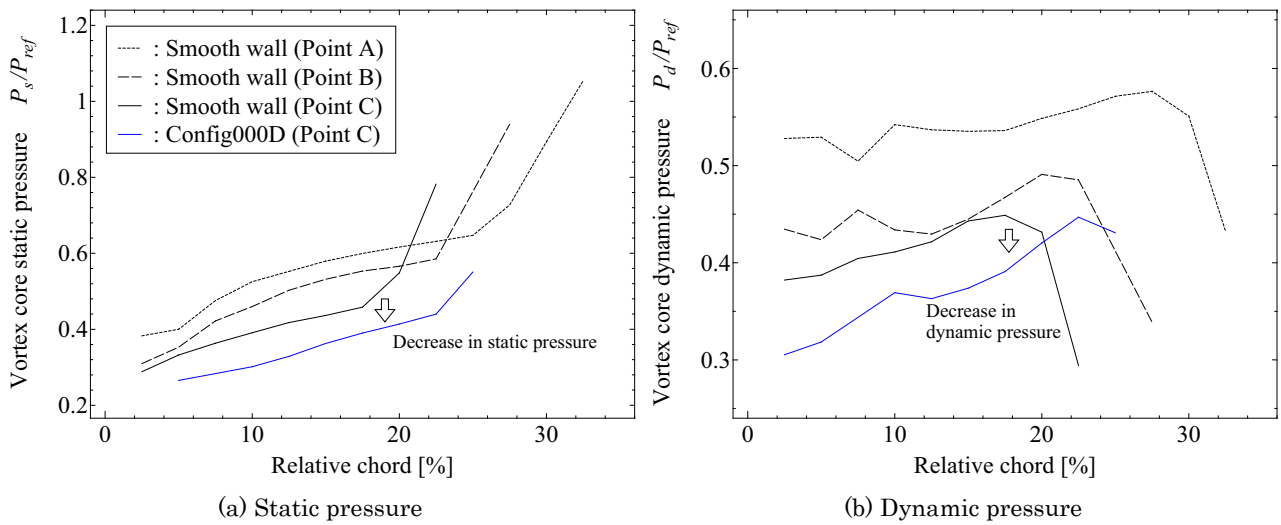 1.2
1
0.8
0.6
0.4
0.2
Vortex core static pressure Ps/Pref
: Smooth wall (Point A)
: Smooth wall (Point B)
: Smooth wall (Point C)
: Config000D (Point C)
Decrease in static pressure
0 10 20 30
Relative chord [%]
(a) Static pressure
0.6
0.5
0.4
0.3
Vortex core dynamic pressure Pd/Pref
Decrease in
dynamic pressure
0 10 20 30
Relative chord [%]
(b) Dynamic pressure